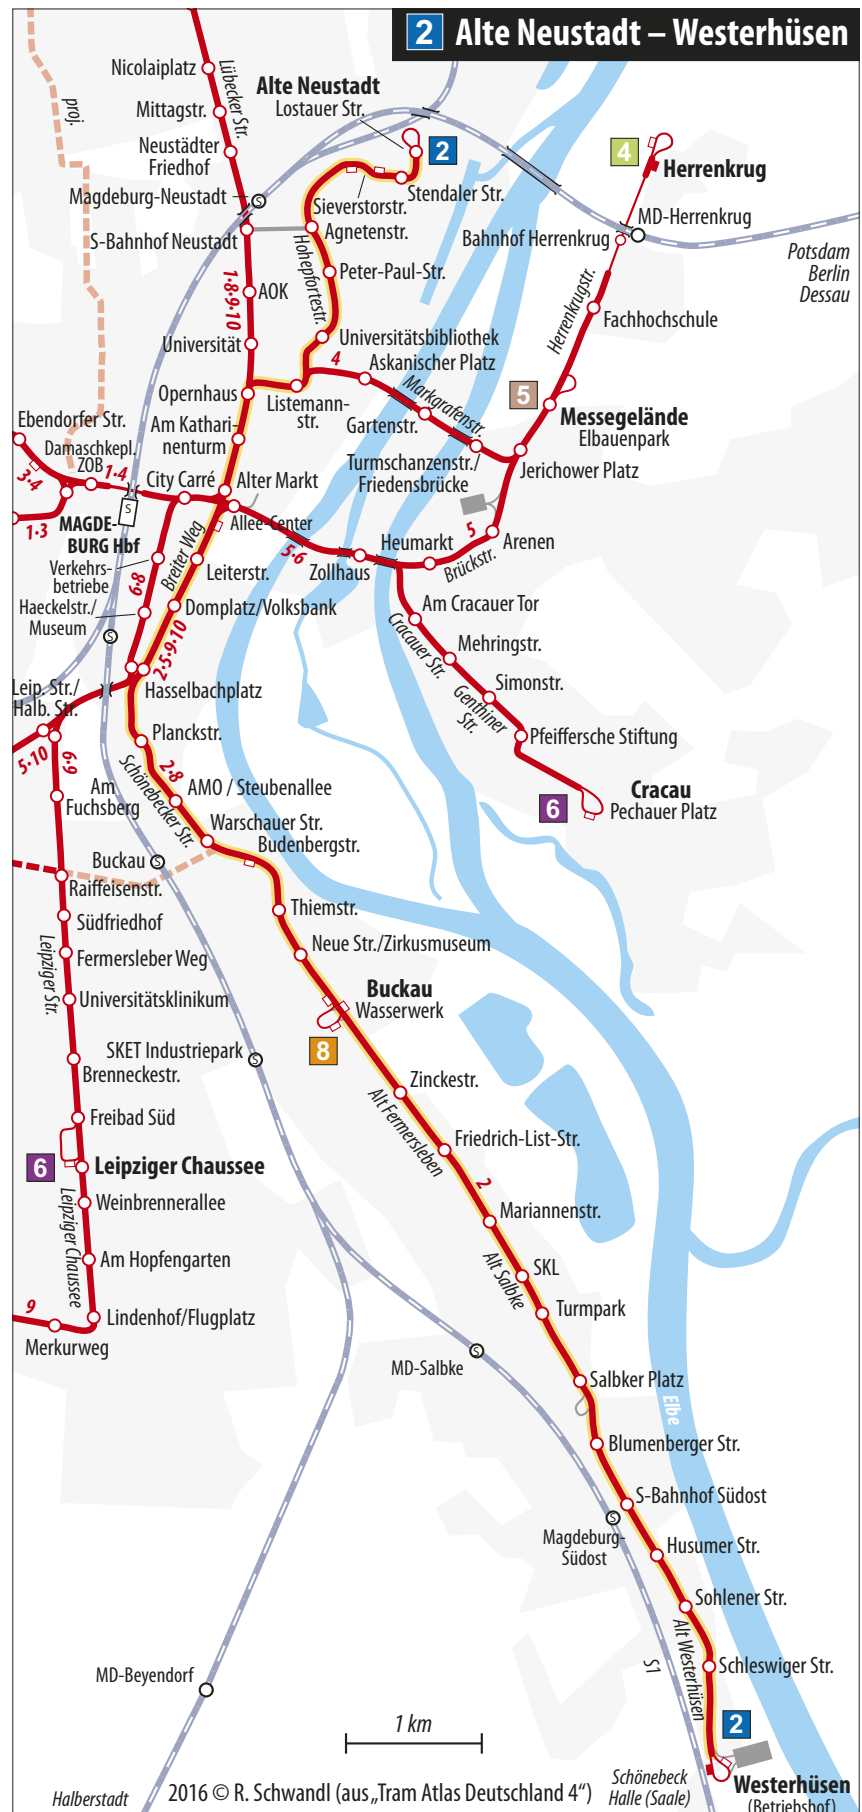 2 Alte Neustadt – Westerhüsen
Nicolaiplatz
Lübecker Str.
Mittagstr.
Neustädter
Friedhof
proj.
Alte Neustadt
Lostauer Str.
2
4
Herrenkrug
Magdeburg-Neustadt
S
Stendaler Str.
Sieverstorstr.
MD-Herrenkrug
S-Bahnhof Neustadt
Agnetenstr.
Bahnhof Herrenkrug
Potsdam
Berlin
Dessau
Hohepfortestr.
Peter-Paul-Str.
1·8·9·10
AOK
Herrenkrugstr.
Fachhochschule
Universität
Universitätsbibliothek
4
Askanischer Platz
Opernhaus
Listemann-
str.
Markgrafenstr.
5
Messegelände
Elbauenpark
Ebendorfer Str.
Am Kathari-
nenturm
Gartenstr.
Damaschkepl.
ZOB
1·4
3·4
City Carré
Alter Markt
Turmschanzenstr./
Friedensbrücke
Jerichower Platz
S
1·3
MAGDE-
BURG Hbf
Allee-Center
5·6
Heumarkt
5
Arenen
Brückstr.
Zollhaus
Verkehrs-
betriebe
Breiter Weg
Leiterstr.
6·8
Haeckelstr./
Museum
Domplatz/Volksbank
S
2·5·9·10
Am Cracauer Tor
Cracauer Str.
Mehringstr.
Leip. Str./
Halb. Str.
Hasselbachplatz
Simonstr.
Genthiner
Str.
5·10
6·9
Planckstr.
Pfeiffersche Stiftung
2·8
Schönebecker Str.
Am
Fuchsberg
AMO / Steubenallee
6
Cracau
Pechauer Platz
Warschauer Str.
Budenbergstr.
Buckau
S
Raiffeisenstr.
Thiemstr.
Südfriedhof
Neue Str./Zirkusmuseum
Leipziger Str.
Fermersleber Weg
Buckau
Wasserwerk
Universitätsklinikum
8
SKET Industriepark
S
Brenneckestr.
Zinckestr.
Alt Fermersleben
Freibad Süd
Friedrich-List-Str.
6
Leipziger Chaussee
2
Weinbrennerallee
Mariannenstr.
Leipziger Chaussee
Am Hopfengarten
Alt Salbke
SKL
9
Lindenhof/Flugplatz
Turmpark
Merkurweg
MD-Salbke
S
Salbker Platz
Elbe
Blumenberger Str.
S-Bahnhof Südost
S
Magdeburg-
Südost
Husumer Str.
Sohlener Str.
Alt Westerhüsen
S1
Schleswiger Str.
MD-Beyendorf
2
1 km
Schönebeck
Halle (Saale)
Westerhüsen
(Betriebshof)
Halberstadt
2016 © R. Schwandl (aus „Tram Atlas Deutschland 4“)